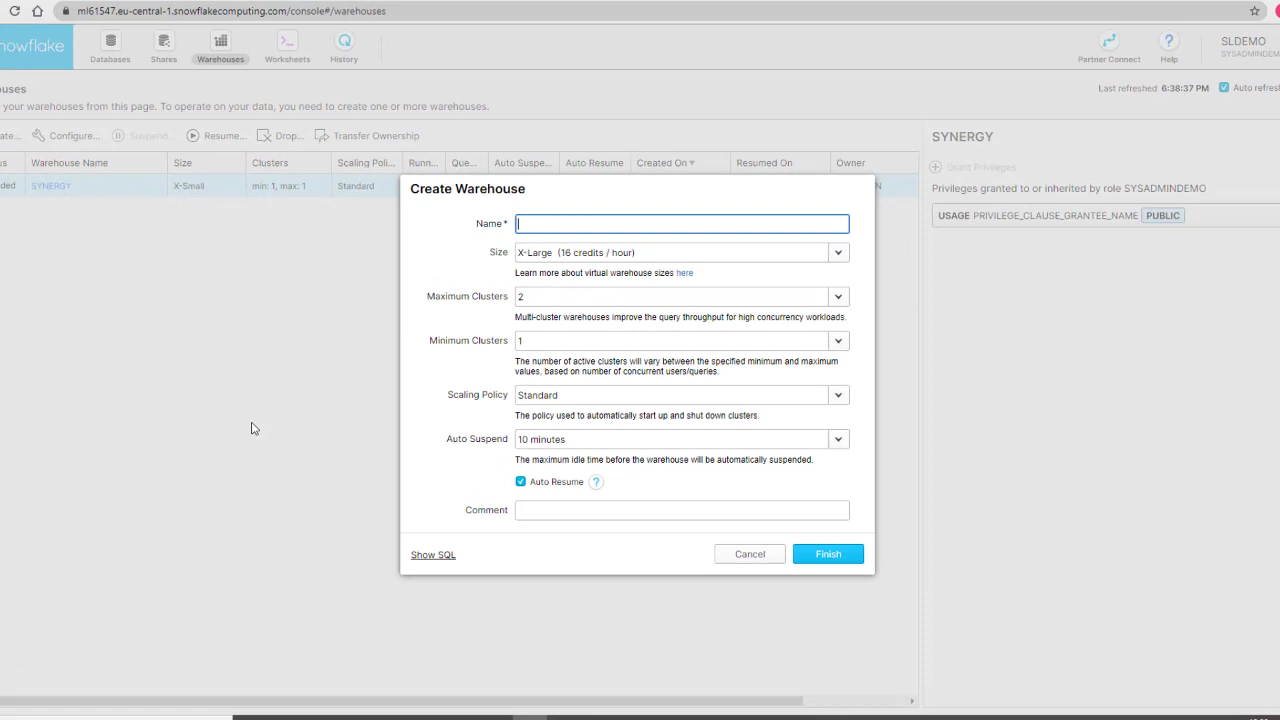 ml61547.eu-central-1.snowflakecomputing.com/console#/warehouses
snowflake
Databases
Shares
Warehouses
Worksheets
History
Partner Connect
Help
SLDEMO
SYSADMINDEM
ouses
Last refreshed 6:38:37 PM
Auto refres
your warehouses from this page. To operate on your data, you need to create one or more warehouses.
ate... Configure... Suspend... Resume... Drop... Transfer Ownership
SYNERGY
us Warehouse Name Size Clusters Scaling Poli... Runn... Que... Auto Suspe... Auto Resume Created On Resumed On Owner
Grant Privileges
ded SYNERGY X-Small min: 1, max: 1 Standard N
Privileges granted to or inherited by role SYSADMINDEMO
USAGE PRIVILEGE_CLAUSE_GRANTEE_NAME PUBLIC
Create Warehouse
Name *
Size X-Large (16 credits / hour)
Learn more about virtual warehouse sizes here
Maximum Clusters 2
Multi-cluster warehouses improve the query throughput for high concurrency workloads.
Minimum Clusters 1
The number of active clusters will vary between the specified minimum and maximum
values, based on number of concurrent users/queries.
Scaling Policy Standard
The policy used to automatically start up and shut down clusters.
Auto Suspend 10 minutes
The maximum idle time before the warehouse will be automatically suspended.
Auto Resume ?
Comment
Show SQL
Cancel
Finish